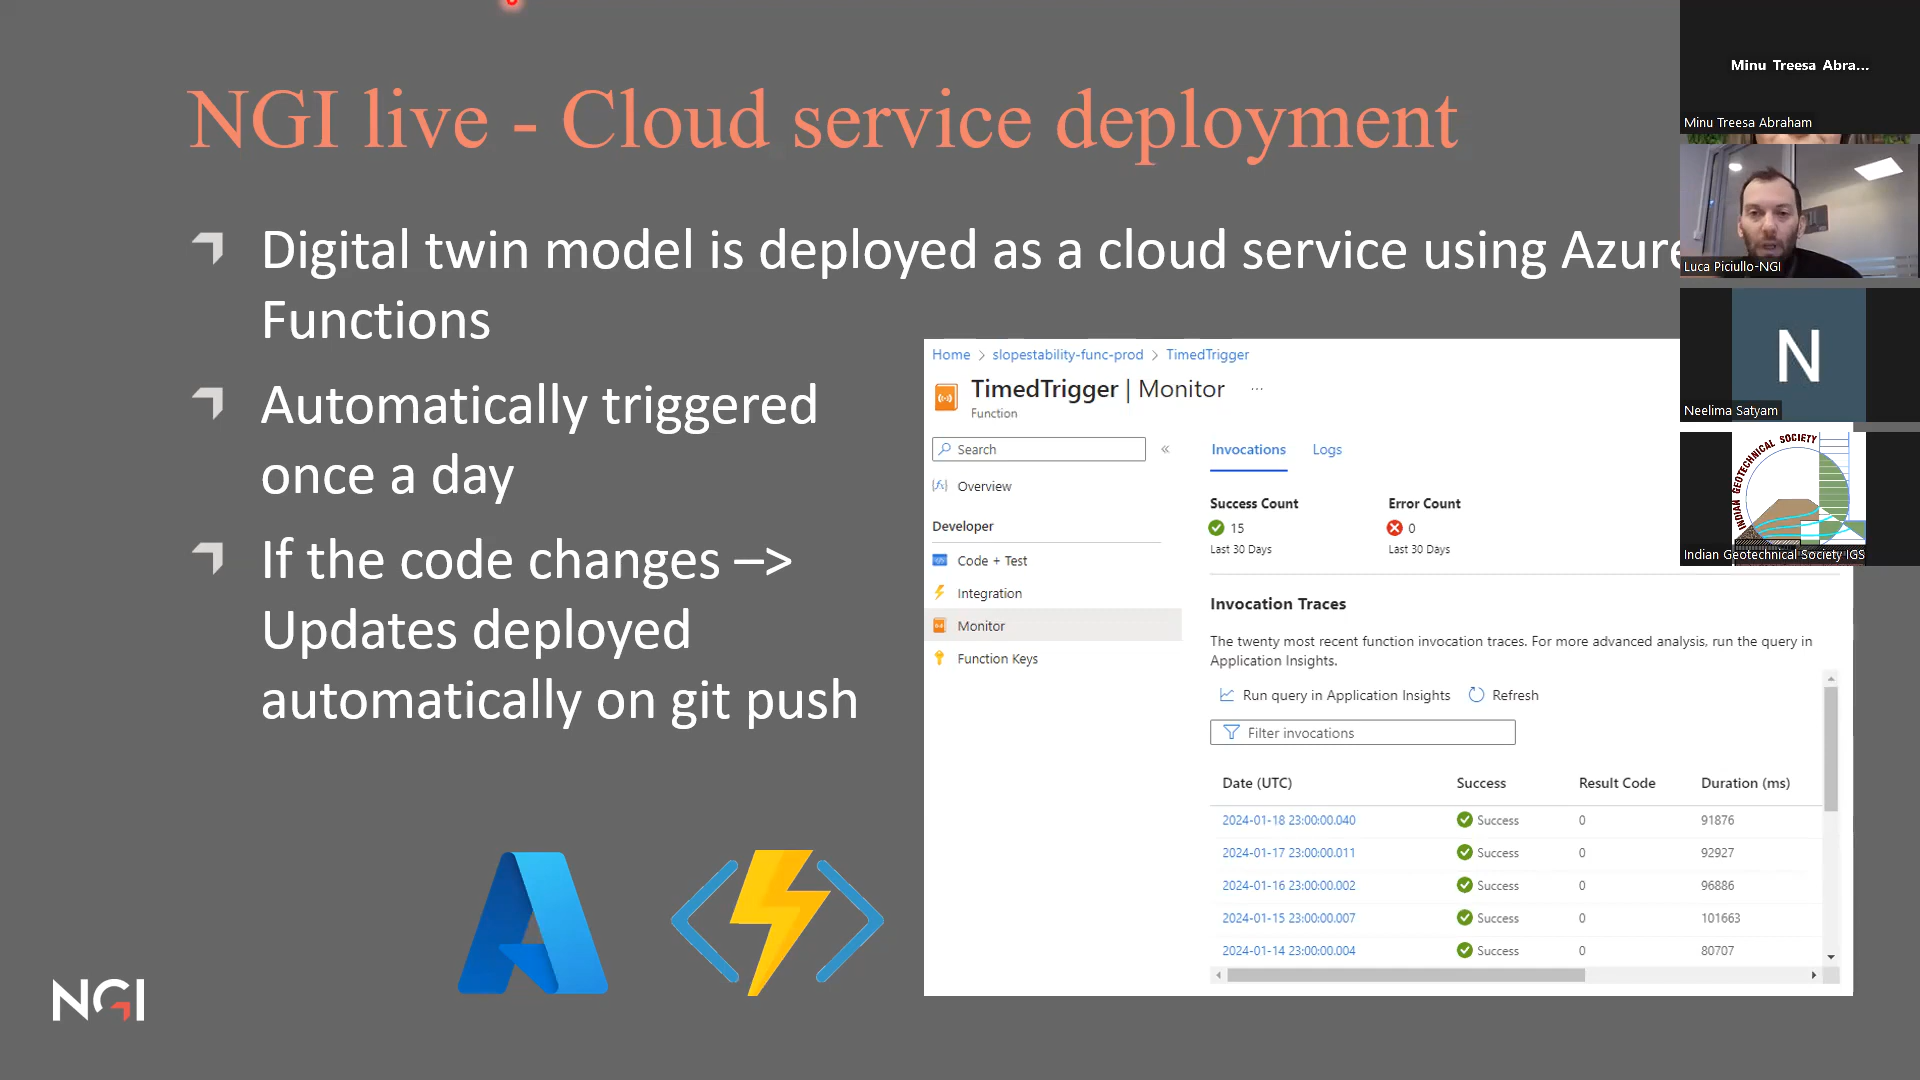 NGI live - Cloud service deployment
Digital twin model is deployed as a cloud service using Azure
Functions
Automatically triggered
once a day
If the code changes –>
Updates deployed
automatically on git push
NGI
Home > slopestability-func-prod > TimedTrigger
TimedTrigger | Monitor ...
Function
Search «
Overview
Developer
Code + Test
Integration
Monitor
Function Keys
Invocations Logs
Success Count Error Count
15 0
Last 30 Days Last 30 Days
Invocation Traces
The twenty most recent function invocation traces. For more advanced analysis, run the query in
Application Insights.
Run query in Application Insights Refresh
Filter invocations
Date (UTC) Success Result Code Duration (ms)
2024-01-18 23:00:00.040 Success 0 91876
2024-01-17 23:00:00.011 Success 0 92927
2024-01-16 23:00:00.002 Success 0 96886
2024-01-15 23:00:00.007 Success 0 101663
2024-01-14 23:00:00.004 Success 0 80707
Minu Treesa Abra...
Minu Treesa Abraham
Luca Piciullo-NGI
N
Neelima Satyam
INDIAN GEOTECHNICAL SOCIETY
Indian Geotechnical Society IGS